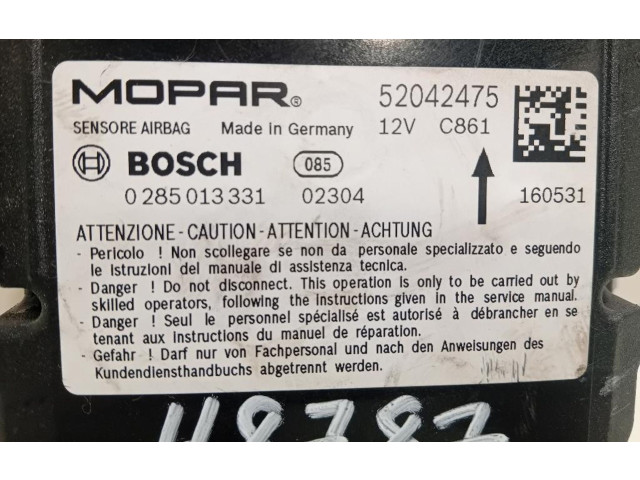 MOPAR® 52042475
SENSORE AIRBAG Made in Germany 12V C861
BOSCH 085
0 285 013 331 02304 160531
ATTENZIONE - CAUTION - ATTENTION - ACHTUNG
- Pericolo ! Non scollegare se non da personale specializzato e seguendo
le istruzioni del manuale di assistenza tecnica.
- Danger ! Do not disconnect. This operation is only to be carried out by
skilled operators, following the instructions given in the service manual.
- Danger ! Seul le personnel spécialisé est autorisé à débrancher en se
tenant aux instructions du manuel de réparation.
- Gefahr ! Darf nur von Fachpersonal und nach den Anweisungen des
Kundendiensthandbuchs abgetrennt werden.